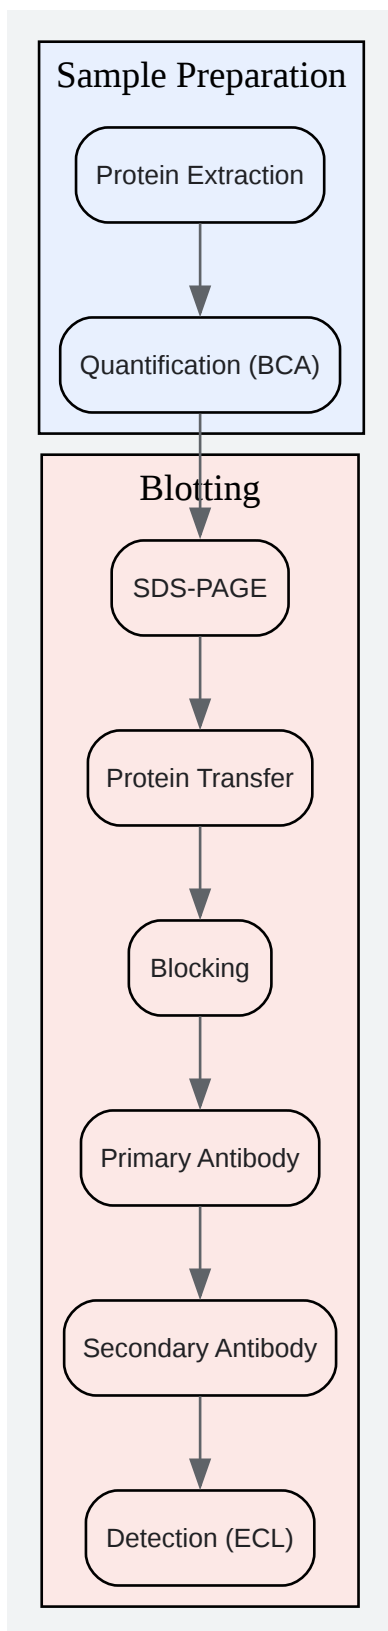 Sample Preparation
Protein Extraction
Quantification (BCA)
Blotting
SDS-PAGE
Protein Transfer
Blocking
Primary Antibody
Secondary Antibody
Detection (ECL)